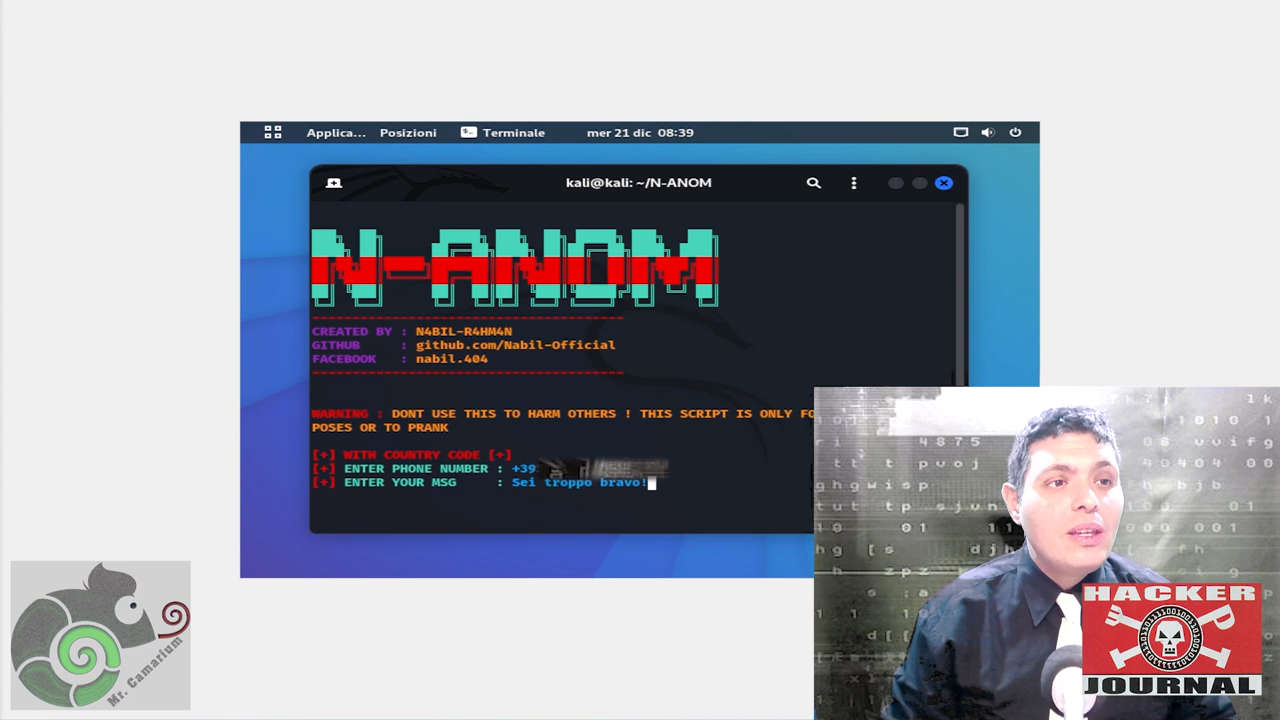 Applica... Posizioni Terminale mer 21 dic 08:39
kali@kali: ~/N-ANOM
N-ANOM
CREATED BY : N4BIL-R4HM4N
GITHUB : github.com/Nabil-Official
FACEBOOK : nabil.404
WARNING : DONT USE THIS TO HARM OTHERS ! THIS SCRIPT IS ONLY FO
POSES OR TO PRANK
[+] WITH COUNTRY CODE [+]
[+] ENTER PHONE NUMBER : +39
[+] ENTER YOUR MSG : Sei troppo bravo!
Mr. Camarium
HACKER
JOURNAL